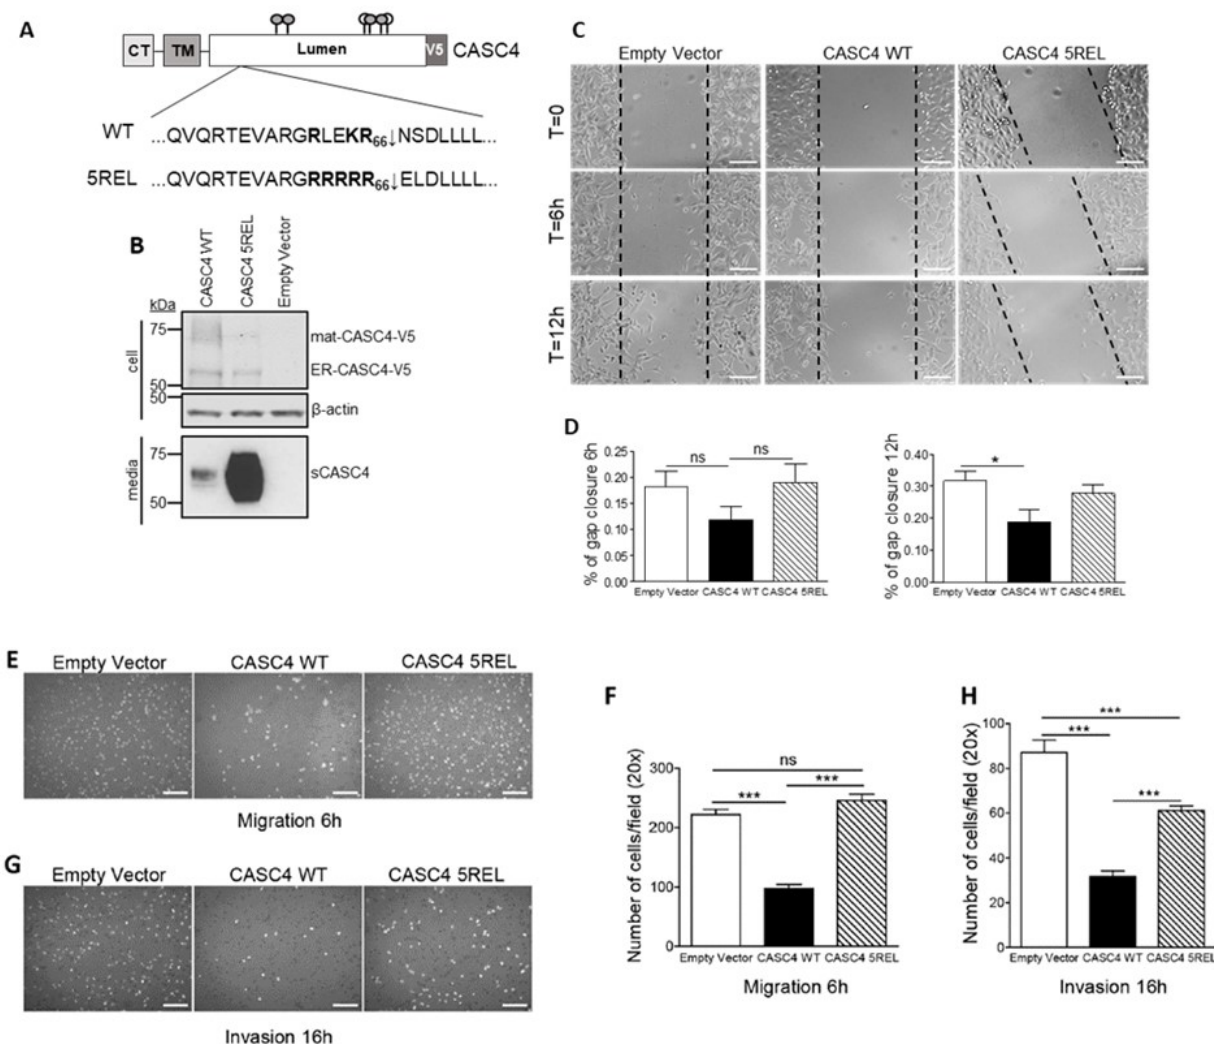 A
CT TM Lumen V5 CASC4
WT ...QVQRTEVARGRLEKR66↓NSDLLLL...
5REL ...QVQRTEVARGRRRRR66↓ELDLLLL...
B
CASC4 WT
CASC4 5REL
Empty Vector
kDa
75
50
50
75
50
cell
media
mat-CASC4-V5
ER-CASC4-V5
β-actin
sCASC4
C
Empty Vector CASC4 WT CASC4 5REL
T=0
T=6h
T=12h
D
% of gap closure 6h
0.25
0.20
0.15
0.10
0.05
0.00
ns ns
Empty Vector CASC4 WT CASC4 5REL
% of gap closure 12h
0.40
0.30
0.20
0.10
0.00
*
Empty Vector CASC4 WT CASC4 5REL
E
Empty Vector CASC4 WT CASC4 5REL
Migration 6h
F
Number of cells/field (20x)
300
200
100
0
ns
*** ***
Empty Vector CASC4 WT CASC4 5REL
Migration 6h
G
Empty Vector CASC4 WT CASC4 5REL
Invasion 16h
H
Number of cells/field (20x)
100
80
60
40
20
0
***
***
***
Empty Vector CASC4 WT CASC4 5REL
Invasion 16h